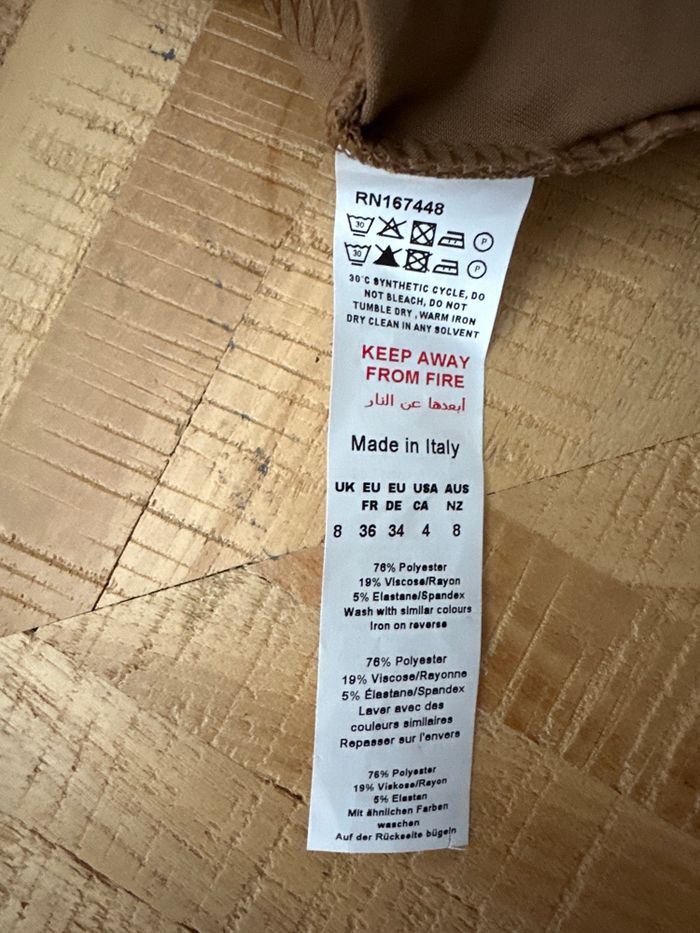 RN167448
30 P
30 P
30°C SYNTHETIC CYCLE, DO
NOT BLEACH, DO NOT
TUMBLE DRY , WARM IRON
DRY CLEAN IN ANY SOLVENT
KEEP AWAY
FROM FIRE
أبعدها عن النار
Made in Italy
UK EU EU USA AUS
FR DE CA NZ
8 36 34 4 8
76% Polyester
19% Viscose/Rayon
5% Elastane/Spandex
Wash with similar colours
Iron on reverse
76% Polyester
19% Viscose/Rayonne
5% Élastane/Spandex
Laver avec des
couleurs similaires
Repasser sur l'envers
76% Polyester
19% Viskose/Rayon
5% Elastan
Mit ähnlichen Farben
waschen
Auf der Rückseite bügeln